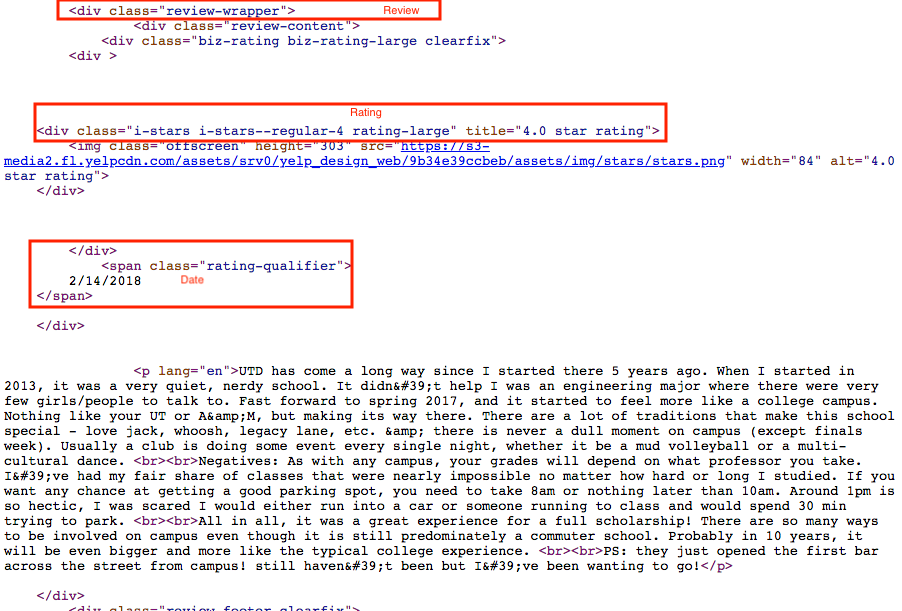 <div class="review-wrapper"> Review
<div class="review-content">
<div class="biz-rating biz-rating-large clearfix">
<div >
Rating
<div class="i-stars i-stars--regular-4 rating-large" title="4.0 star rating">
<img class="offscreen" height="303" src="https://s3-
media2.fl.yelpcdn.com/assets/srv0/yelp_design_web/9b34e39ccbeb/assets/img/stars/stars.png" width="84" alt="4.0
star rating">
</div>
</div>
<span class="rating-qualifier">
2/14/2018 Date
</span>
</div>
<p lang="en">UTD has come a long way since I started there 5 years ago. When I started in
2013, it was a very quiet, nerdy school. It didn&#39;t help I was an engineering major where there were very
few girls/people to talk to. Fast forward to spring 2017, and it started to feel more like a college campus.
Nothing like your UT or A&amp;M, but making its way there. There are a lot of traditions that make this school
special - love jack, whoosh, legacy lane, etc. &amp; there is never a dull moment on campus (except finals
week). Usually a club is doing some event every single night, whether it be a mud volleyball or a multi-
cultural dance. <br><br>Negatives: As with any campus, your grades will depend on what professor you take.
I&#39;ve had my fair share of classes that were nearly impossible no matter how hard or long I studied. If you
want any chance at getting a good parking spot, you need to take 8am or nothing later than 10am. Around 1pm is
so hectic, I was scared I would either run into a car or someone running to class and would spend 30 min
trying to park. <br><br>All in all, it was a great experience for a full scholarship! There are so many ways
to be involved on campus even though it is still predominately a commuter school. Probably in 10 years, it
will be even bigger and more like the typical college experience. <br><br>PS: they just opened the first bar
across the street from campus! still haven&#39;t been but I&#39;ve been wanting to go!</p>
</div>
<div class="review-footer clearfix">